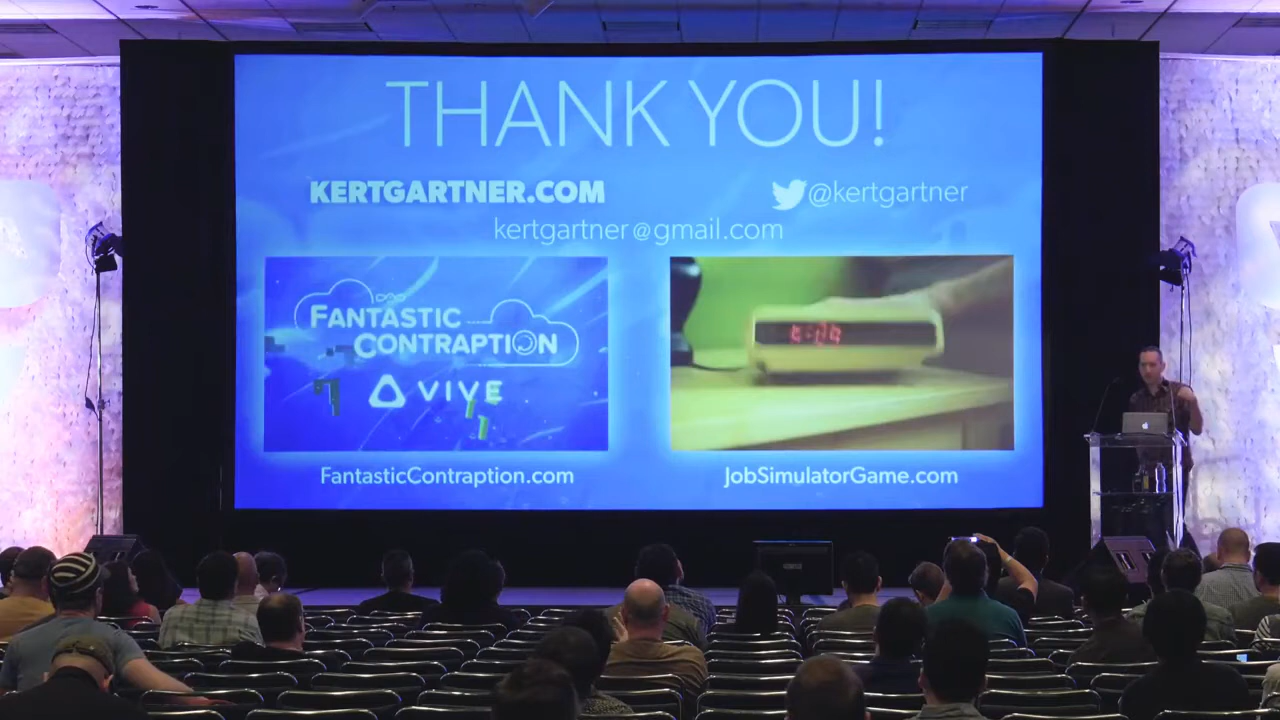 THANK YOU!
KERTGARTNER.COM
@kertgartner
kertgartner@gmail.com
FANTASTIC
CONTRAPTION
VIVE
FantasticContraption.com
JobSimulatorGame.com